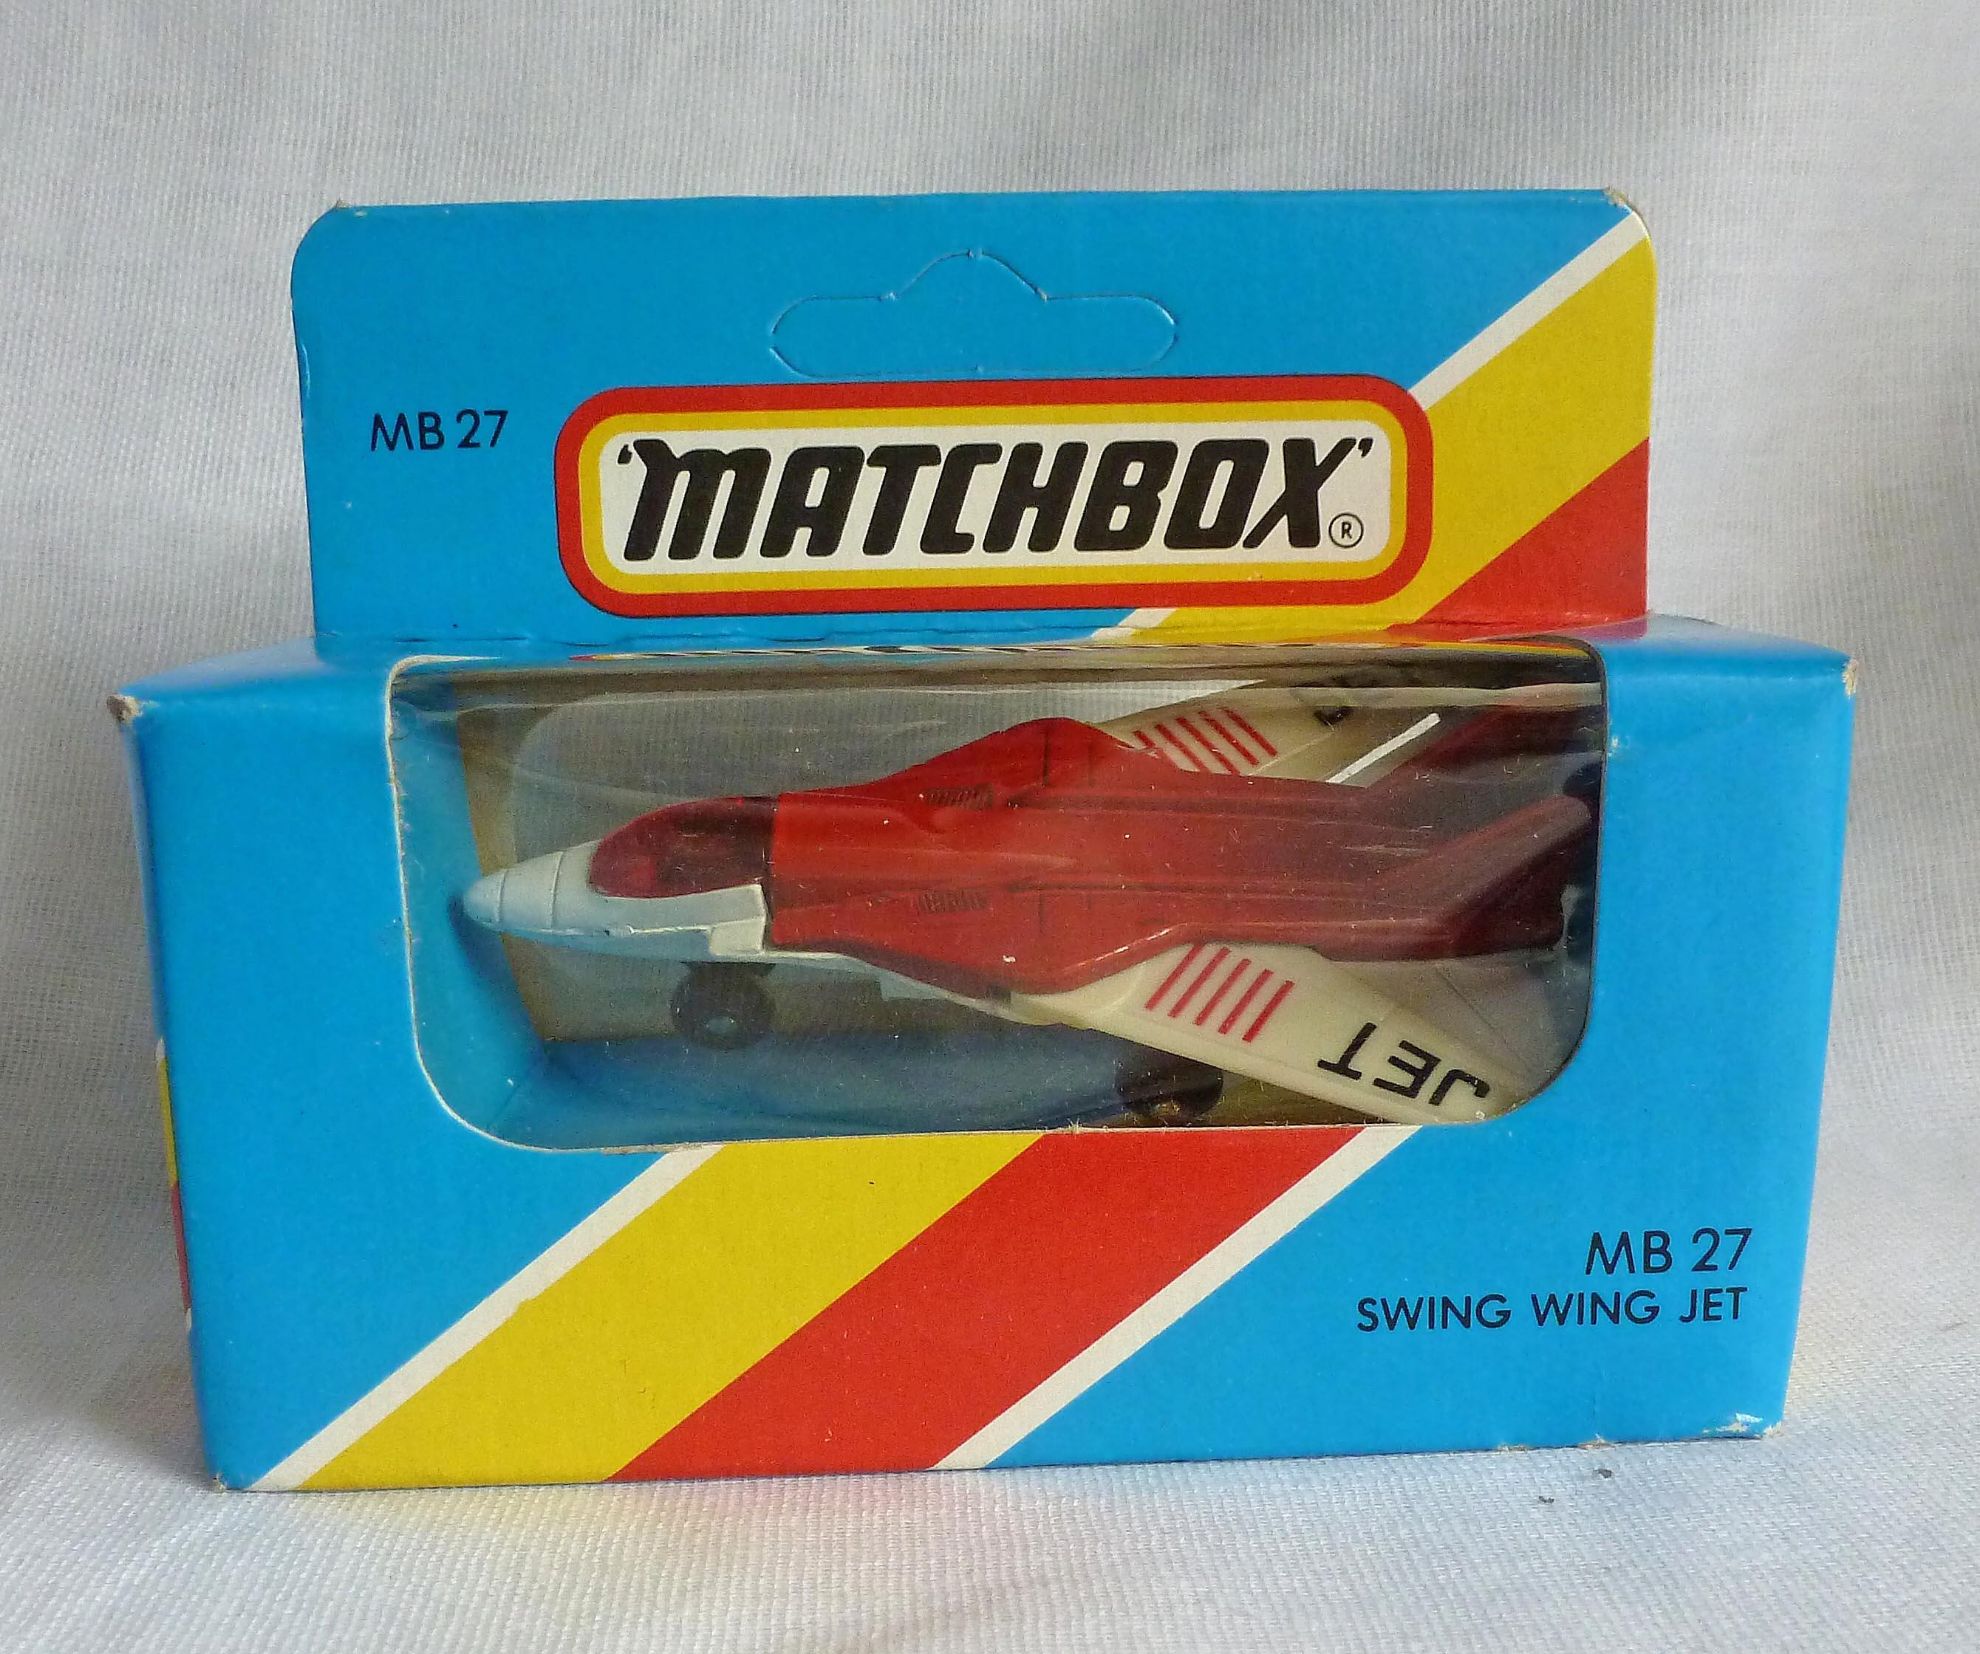 MB 27
'MATCHBOX'®
JET
MB 27
SWING WING JET